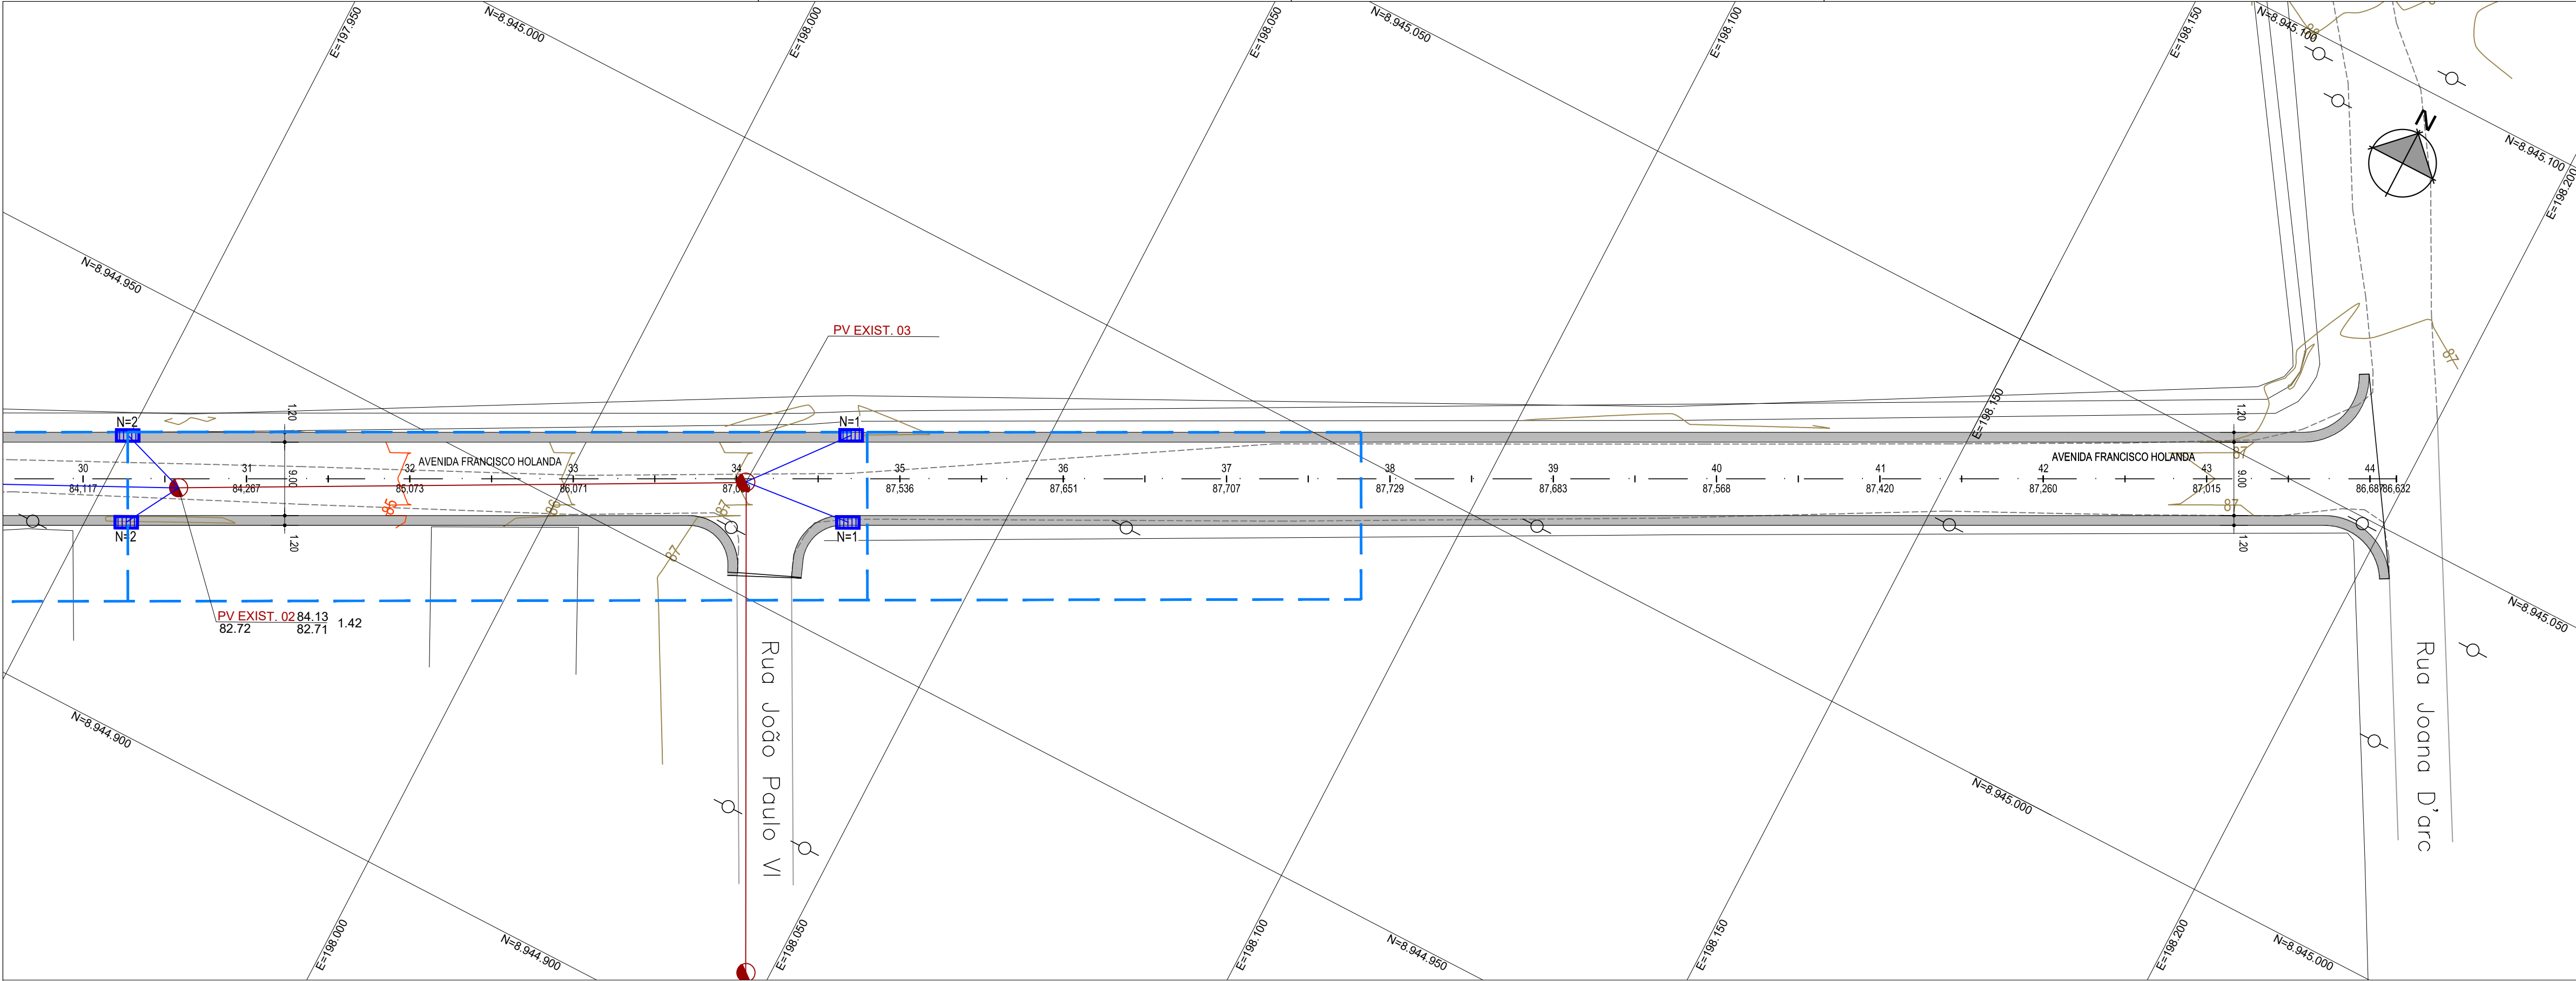 E=197.950
N=8.945.000
E=198.000
E=198.050
N=8.945.050
E=198.100
E=198.150
N=8.945.100
N
N=8.945.100
E=198.200
N=8.944.950
PV EXIST. 03
87
E=198.150
1.20
N=2
N=1
1.20
AVENIDA FRANCISCO HOLANDA
AVENIDA FRANCISCO HOLANDA
30
31
32
33
34
35
36
37
38
39
40
41
42
43
44
84,117
84,267
85,073
86,071
87,536
87,651
87,707
87,729
87,683
87,568
87,420
87,260
87,015
86,687
86,632
9.00
9.00
85
86
87
87
87
87
N=2
N=1
1.20
1.20
PV EXIST. 02
84.13
82.72
82.71
1.42
N=8.945.050
Rua João Paulo VI
Rua Joana D'arc
N=8.944.900
N=8.945.000
E=198.000
N=8.944.900
E=198.050
E=198.100
N=8.944.950
E=198.150
E=198.200
N=8.945.000